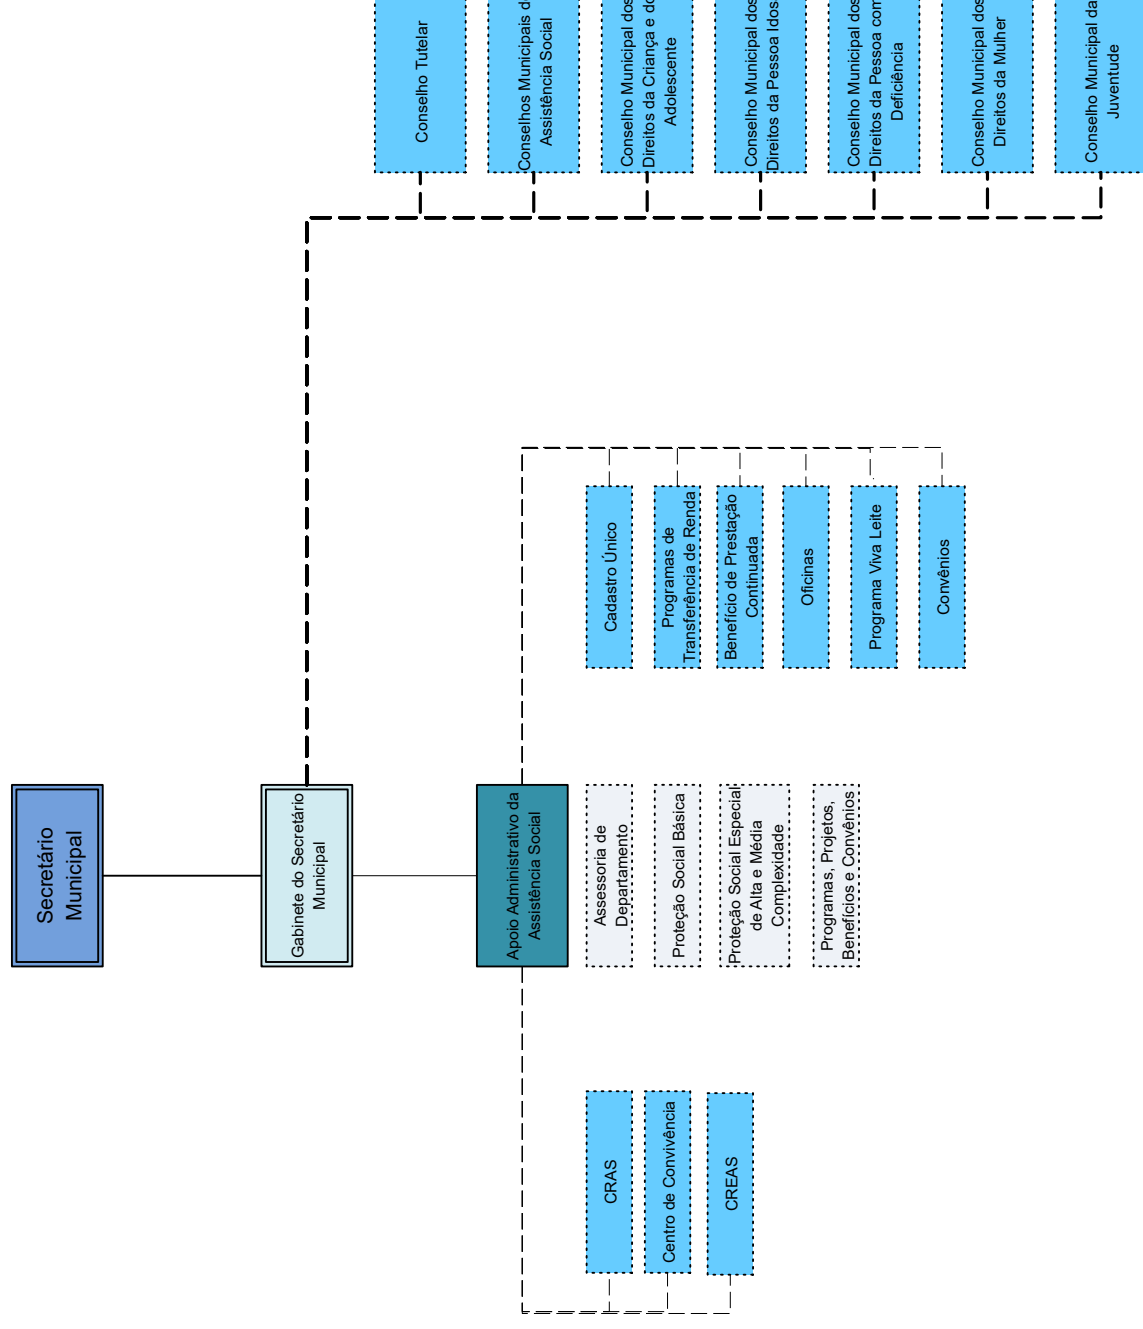 Secretário
Municipal
Gabinete do Secretário
Municipal
Apoio Administrativo da
Assistência Social
Conselho Tutelar
Conselhos Municipais
Assistência Social
Conselho Municipal dos
Direitos da Criança e do
Adolescente
Conselho Municipal dos
Direitos da Pessoa
Conselho Municipal dos
Direitos da Pessoa com
Deficiência
Conselho Municipal dos
Direitos da Mulher
Conselho Municipal da
Juventude
CRAS
Centro de Convivência
CREAS
Assessoria de
Departamento
Proteção Social Básica
Proteção Social Especial
de Alta e Média
Complexidade
Programas, Projetos,
Benefícios e Convênios
Cadastro Único
Programas de
Transferência de Renda
Benefício de Prestação
Continuada
Oficinas
Programa Viva Leite
Convênios